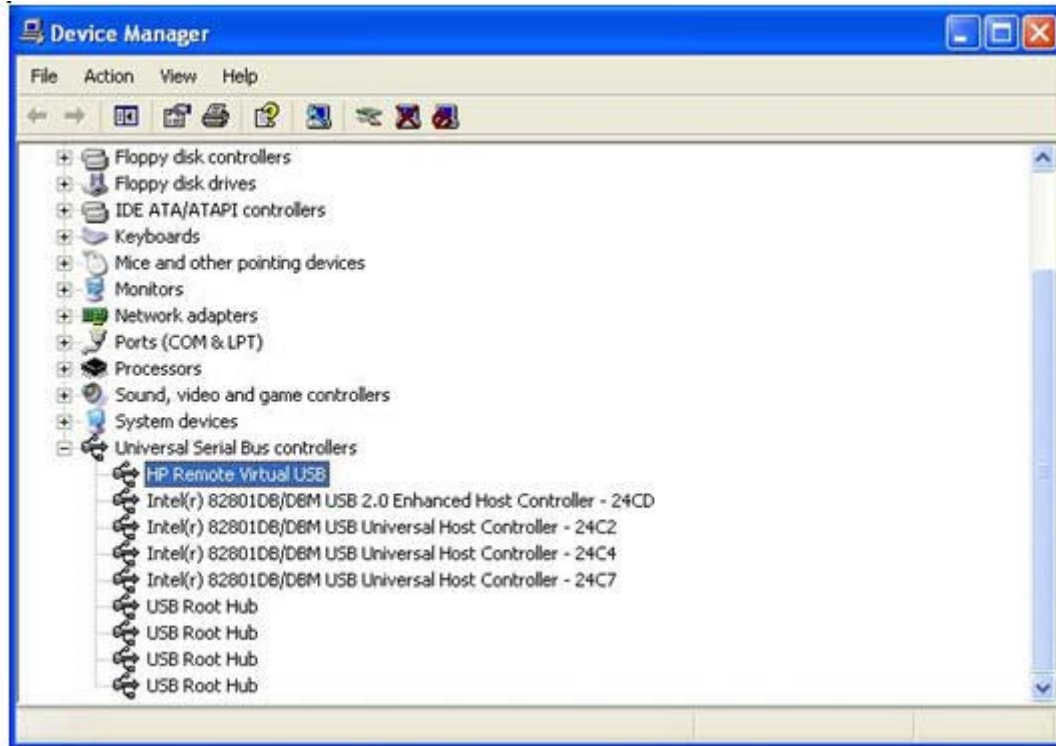 Device Manager
File Action View Help
Floppy disk controllers
Floppy disk drives
IDE ATA/ATAPI controllers
Keyboards
Mice and other pointing devices
Monitors
Network adapters
Ports (COM & LPT)
Processors
Sound, video and game controllers
System devices
Universal Serial Bus controllers
HP Remote Virtual USB
Intel(r) 82801DB/DBM USB 2.0 Enhanced Host Controller - 24CD
Intel(r) 82801DB/DBM USB Universal Host Controller - 24C2
Intel(r) 82801DB/DBM USB Universal Host Controller - 24C4
Intel(r) 82801DB/DBM USB Universal Host Controller - 24C7
USB Root Hub
USB Root Hub
USB Root Hub
USB Root Hub